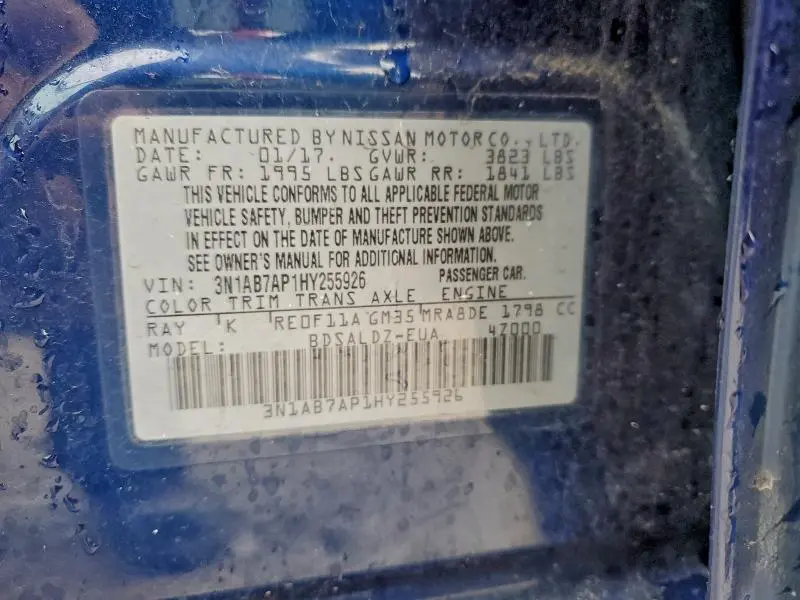 MANUFACTURED BY NISSAN MOTOR CO., LTD.
DATE: 01/17. GVWR: 3823 LBS
GAWR FR: 1995 LBS GAWR RR: 1841 LBS
THIS VEHICLE CONFORMS TO ALL APPLICABLE FEDERAL MOTOR
VEHICLE SAFETY, BUMPER AND THEFT PREVENTION STANDARDS
IN EFFECT ON THE DATE OF MANUFACTURE SHOWN ABOVE.
SEE OWNER'S MANUAL FOR ADDITIONAL INFORMATION.
VIN: 3N1AB7AP1HY255926 PASSENGER CAR.
COLOR TRIM TRANS AXLE ENGINE
RAY K RE0F11A GM35 MRA8DE 1798 CC
MODEL: BDSALDZ-EUA 4Z000
3N1AB7AP1HY255926